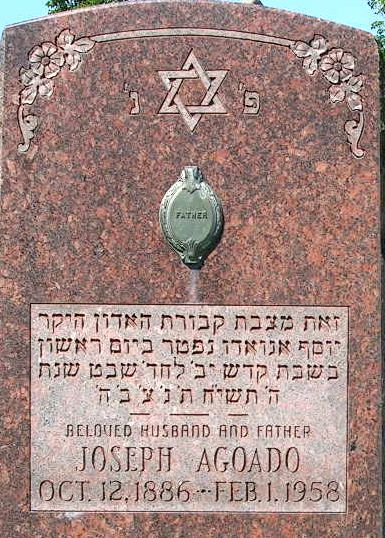 פ' נ'
FATHER
זאת מצבת קבורת האדון היקר
יוסף אגואדו נפטר ביום ראשון
בשבת קדש יב' לחד' שבט שנת
ה' תשי"ח ת' נ' צ' ב' ה'
BELOVED HUSBAND AND FATHER
JOSEPH AGOADO
OCT. 12, 1886 - FEB. 1, 1958